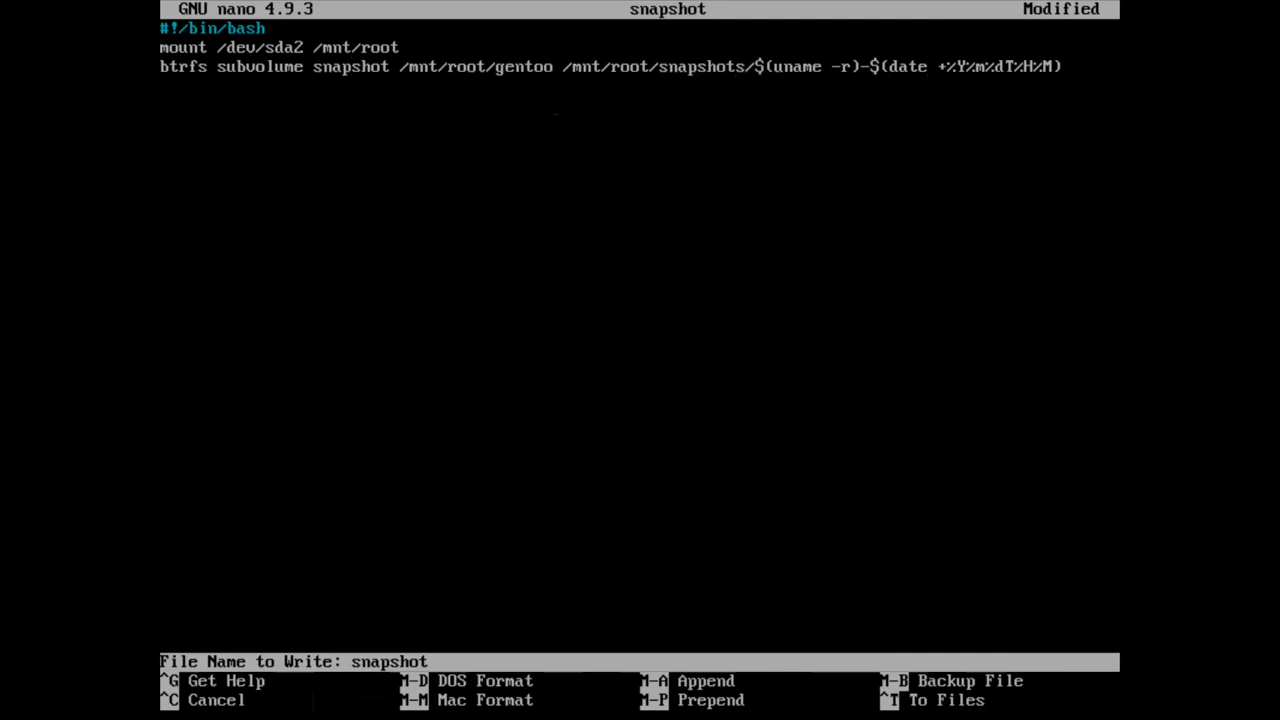 GNU nano 4.9.3 snapshot Modified
#!/bin/bash
mount /dev/sda2 /mnt/root
btrfs subvolume snapshot /mnt/root/gentoo /mnt/root/snapshots/$(uname -r)-$(date +%Y%m%dT%H%M)
File Name to Write: snapshot
^G Get Help M-D DOS Format M-A Append M-B Backup File
^C Cancel M-M Mac Format M-P Prepend ^T To Files